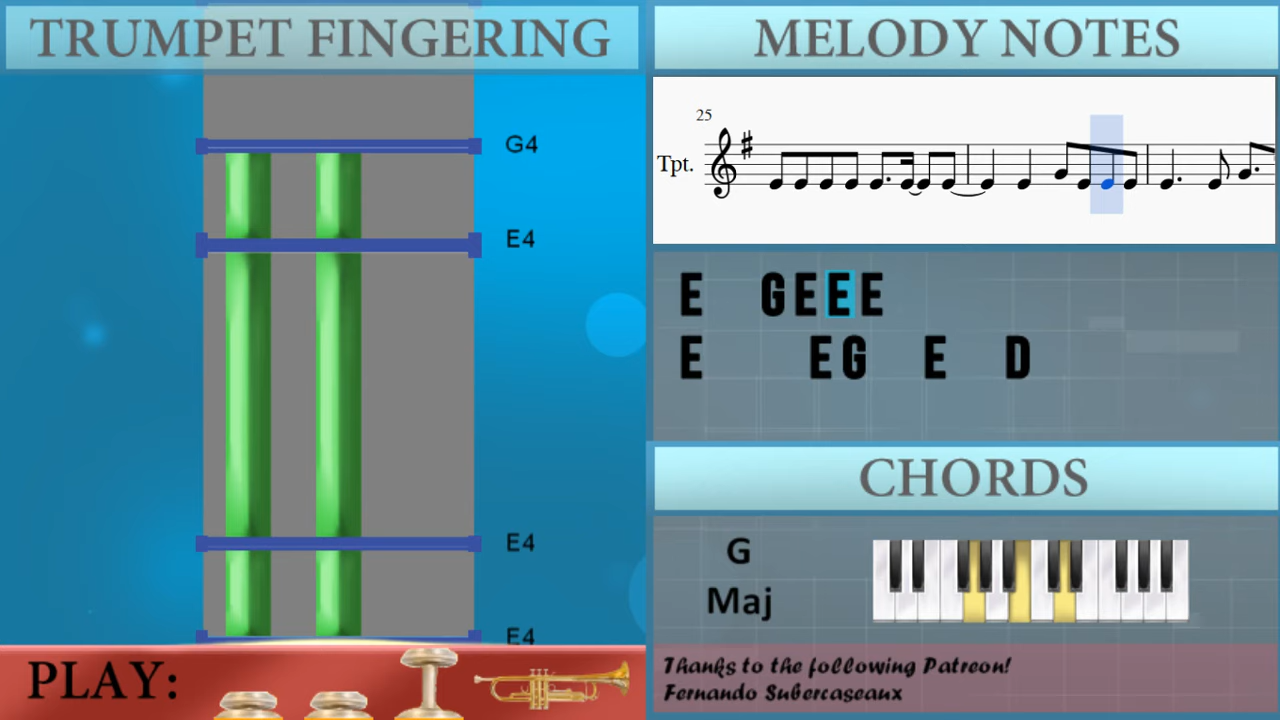 TRUMPET FINGERING
G4
E4
E4
E4
PLAY:
MELODY NOTES
25
Tpt.
E GEEE
E EG E D
CHORDS
G
Maj
Thanks to the following Patreon!
Fernando Subercaseaux